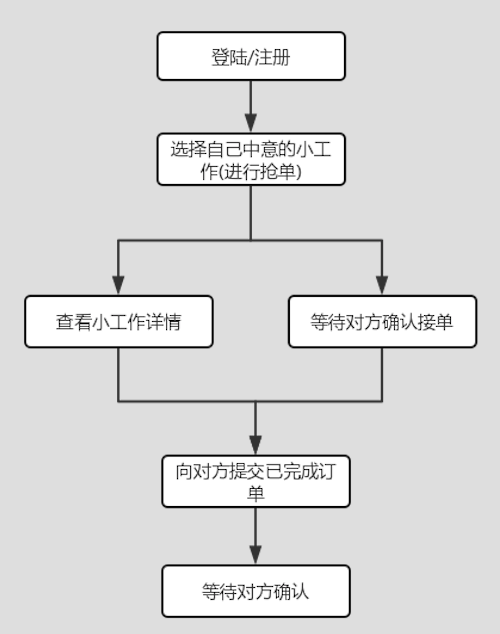 登陆/注册
选择自己中意的小工
作(进行抢单)
查看小工作详情
等待对方确认接单
向对方提交已完成订
单
等待对方确认